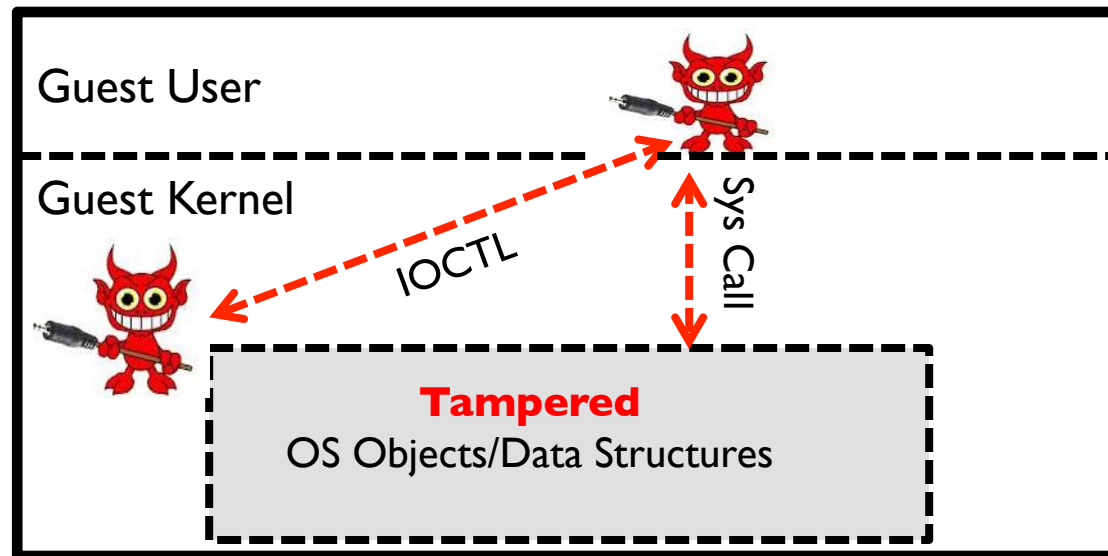 Guest User
Guest Kernel
IOCTL
Sys Call
Tampered
OS Objects/Data Structures